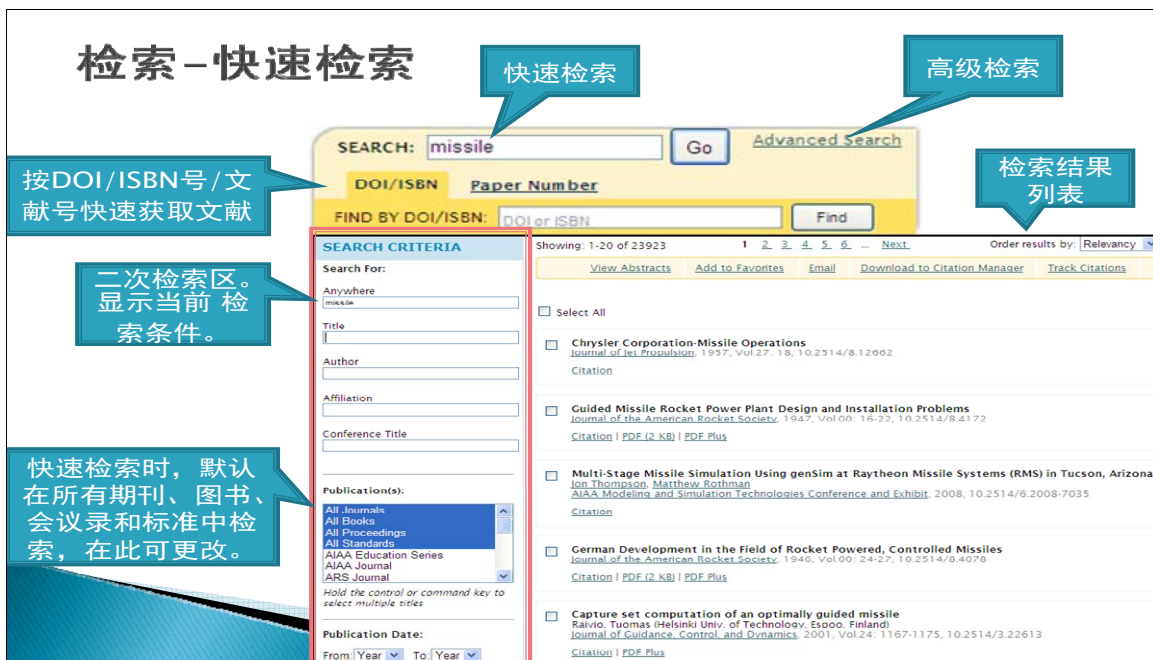 检索-快速检索
快速检索
高级检索
SEARCH: missile Go Advanced Search
按DOI/ISBN号/文
献号快速获取文献
DOI/ISBN Paper Number
检索结果
列表
FIND BY DOI/ISBN: DOI or ISBN Find
SEARCH CRITERIA
Showing: 1-20 of 23923 1 2 3 4 5 6 ... Next Order results by: Relevancy
Search For:
View Abstracts Add to Favorites Email Download to Citation Manager Track Citations
二次检索区。
显示当前 检
索条件。
Anywhere
missile
Select All
Title
Author
Affiliation
Conference Title
Chrysler Corporation-Missile Operations
Journal of Jet Propulsion, 1957, Vol.27: 18, 10.2514/8.12662
Citation
Guided Missile Rocket Power Plant Design and Installation Problems
Journal of the American Rocket Society, 1947, Vol.00: 16-22, 10.2514/8.4172
Citation | PDF (2 KB) | PDF Plus
快速检索时，默认
在所有期刊、图书、
会议录和标准中检
索，在此可更改。
Publication(s):
All Journals
All Books
All Proceedings
All Standards
AIAA Education Series
AIAA Journal
ARS Journal
Hold the control or command key to
select multiple titles
Publication Date:
From: Year To: Year
Multi-Stage Missile Simulation Using genSim at Raytheon Missile Systems (RMS) in Tucson, Arizona
Jon Thompson, Matthew Rothman
AIAA Modeling and Simulation Technologies Conference and Exhibit, 2008, 10.2514/6.2008-7035
Citation
German Development in the Field of Rocket Powered, Controlled Missiles
Journal of the American Rocket Society, 1946, Vol.00: 24-27, 10.2514/8.4078
Citation | PDF (2 KB) | PDF Plus
Capture set computation of an optimally guided missile
Raivio, Tuomas (Helsinki Univ. of Technology, Espoo, Finland)
Journal of Guidance, Control, and Dynamics, 2001, Vol.24: 1167-1175, 10.2514/3.22613
Citation | PDF Plus